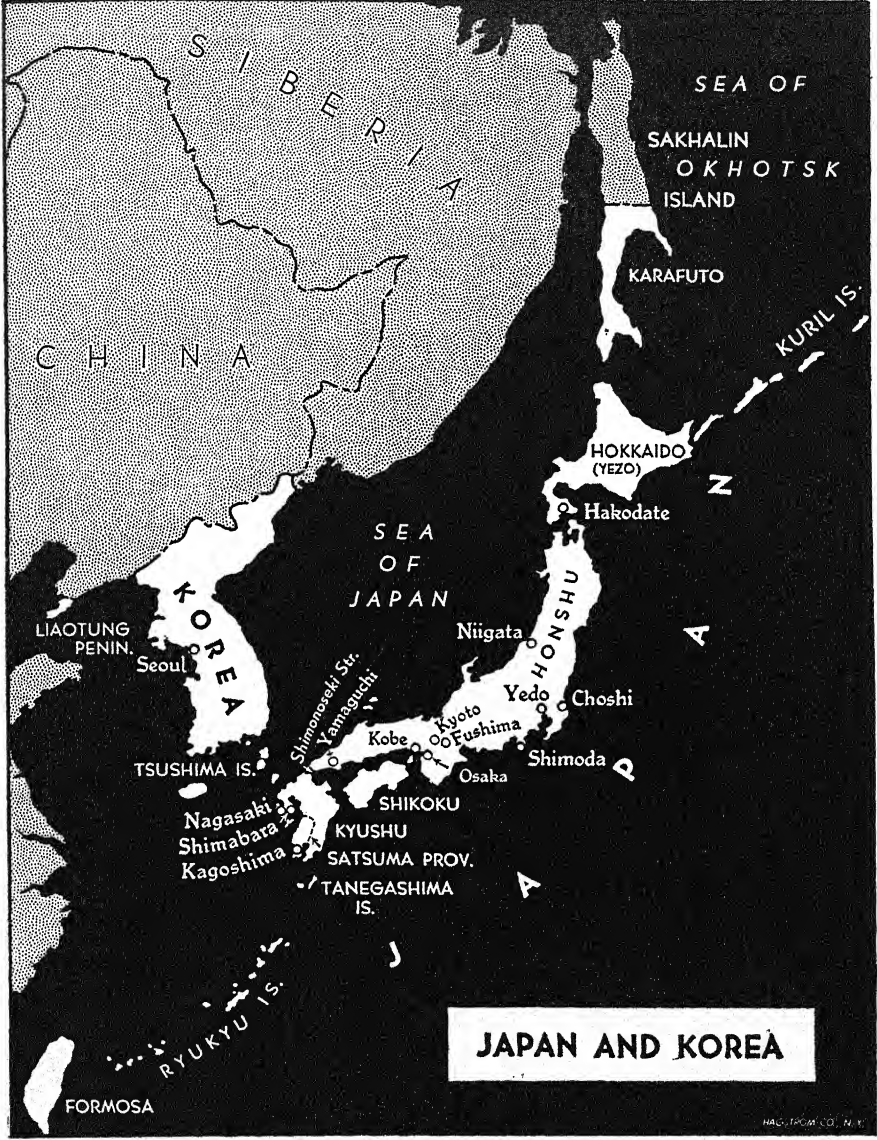 SIBERIA
SEA OF
SAKHALIN
OKHOTSK
ISLAND
KARAFUTO
KURIL IS.
CHINA
HOKKAIDO
(YEZO)
Hakodate
SEA
OF
JAPAN
KOREA
HONSHU
LIAOTUNG
PENIN.
Seoul
Niigata
Yedo
Choshi
Shimonoseki Str.
Yamaguchi
Kyoto
Kobe
Fushima
Osaka
Shimoda
TSUSHIMA IS.
SHIKOKU
Nagasaki
Shimabara
KYUSHU
Kagoshima
SATSUMA PROV.
TANEGASHIMA
IS.
JAPAN
RYUKYU IS.
JAPAN AND KOREA
FORMOSA
HAGSTROM CO., N.Y.